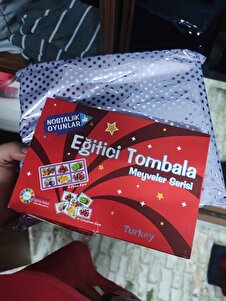 NOSTALJİK
OYUNLAR
Eğitici Tombala
Meyveler Serisi
Turkey